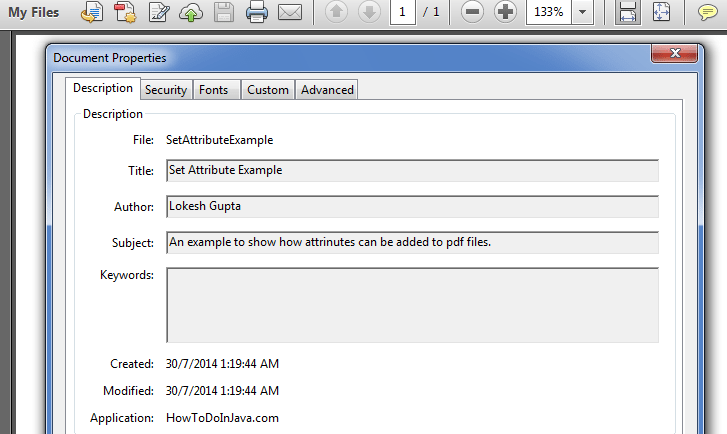 My Files 1 / 1 133%
Document Properties
Description Security Fonts Custom Advanced
Description
File: SetAttributeExample
Title: Set Attribute Example
Author: Lokesh Gupta
Subject: An example to show how attrinutes can be added to pdf files.
Keywords:
Created: 30/7/2014 1:19:44 AM
Modified: 30/7/2014 1:19:44 AM
Application: HowToDoInJava.com